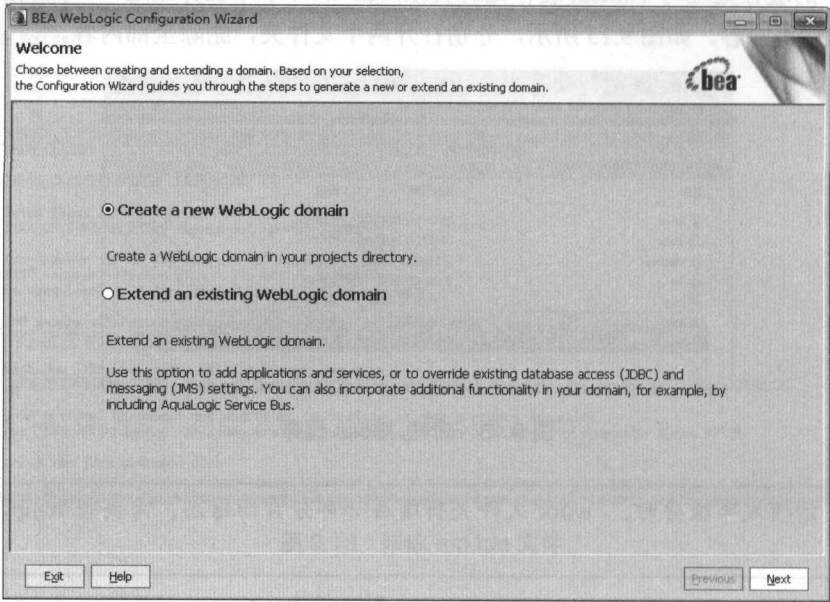 BEA WebLogic Configuration Wizard
Welcome
Choose between creating and extending a domain. Based on your selection,
the Configuration Wizard guides you through the steps to generate a new or extend an existing domain.
bea
Create a new WebLogic domain
Create a WebLogic domain in your projects directory.
Extend an existing WebLogic domain
Extend an existing WebLogic domain.
Use this option to add applications and services, or to override existing database access (JDBC) and
messaging (JMS) settings. You can also incorporate additional functionality in your domain, for example, by
including AquaLogic Service Bus.
Exit
Help
Previous
Next